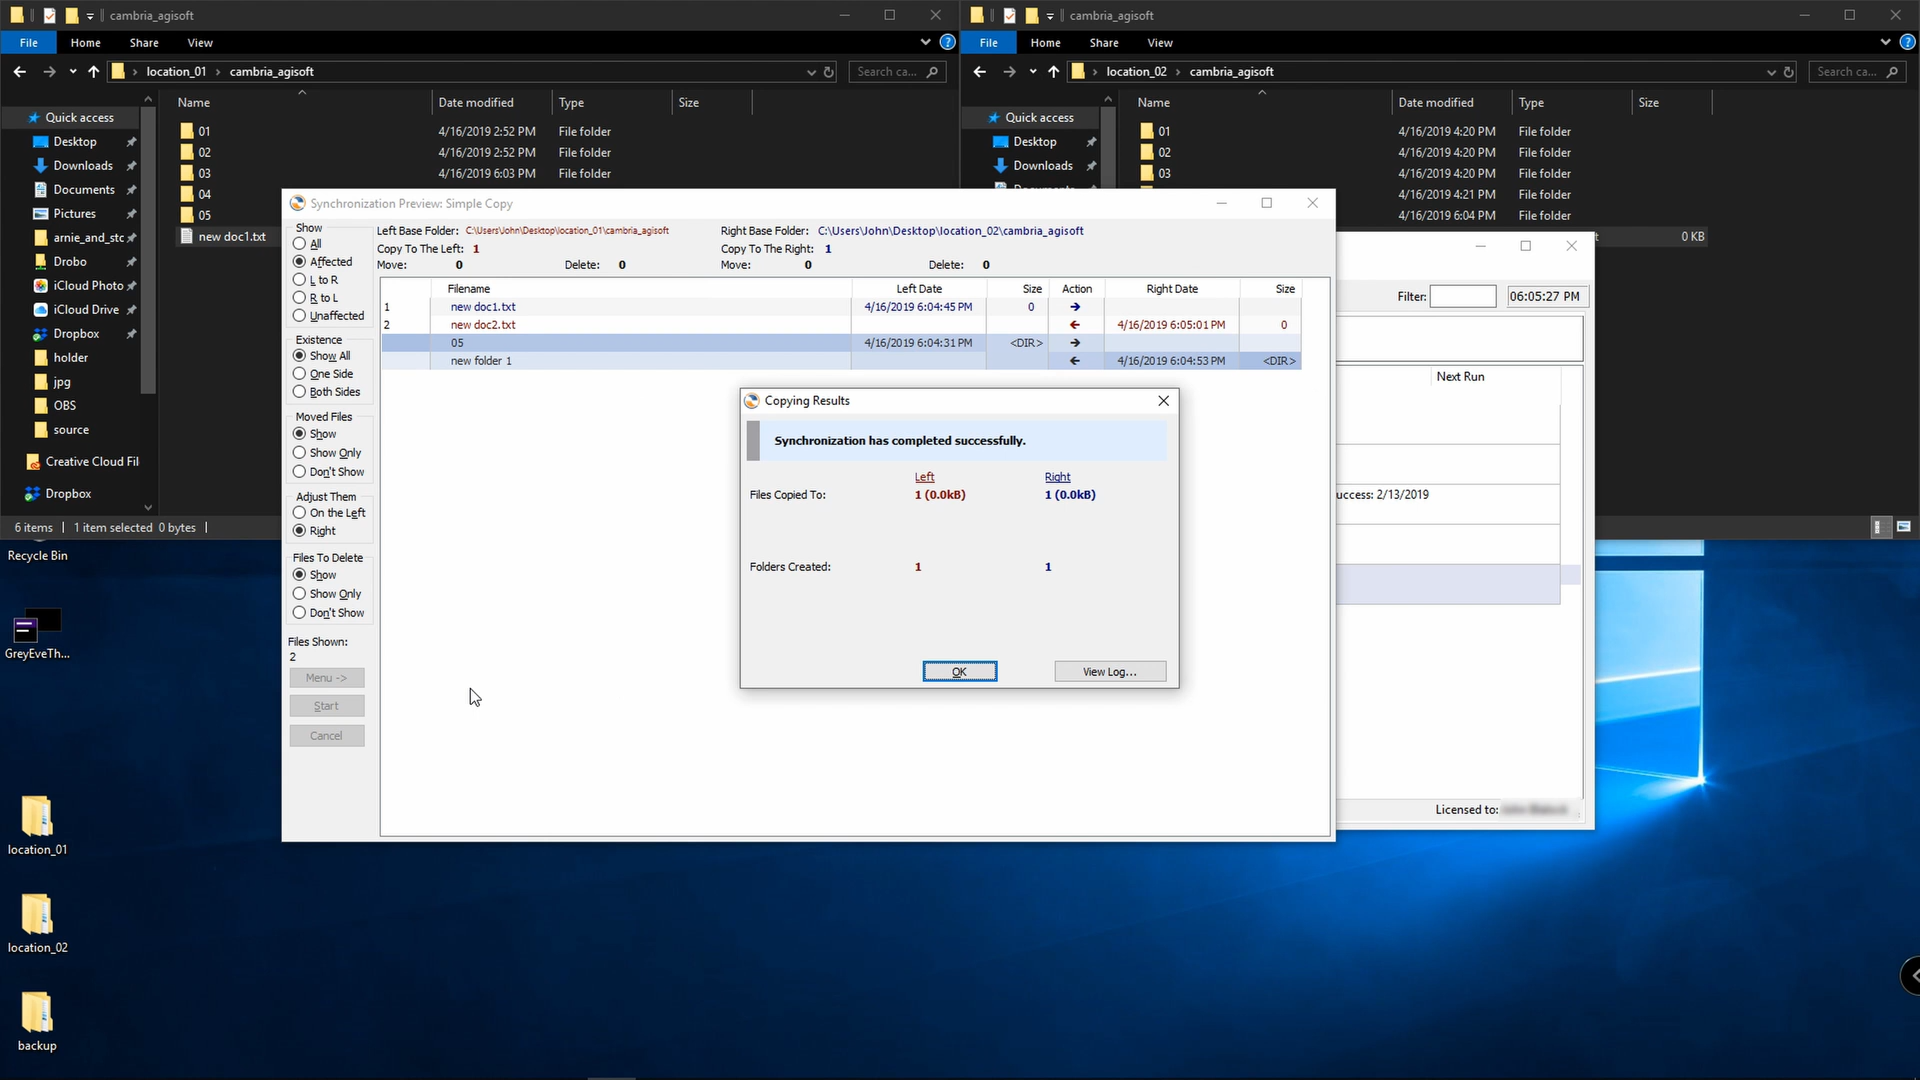 cambria_agisoft
File Home Share View
location_01 › cambria_agisoft
Search ca...
Name Date modified Type Size
Quick access
Desktop
Downloads
Documents
Pictures
arnie_and_stc
Drobo
iCloud Photo
iCloud Drive
Dropbox
holder
jpg
OBS
source
Creative Cloud Fil
Dropbox
01 4/16/2019 2:52 PM File folder
02 4/16/2019 2:52 PM File folder
03 4/16/2019 6:03 PM File folder
04
05
new doc1.txt
6 items 1 item selected 0 bytes
cambria_agisoft
File Home Share View
location_02 › cambria_agisoft
Search ca...
Name Date modified Type Size
Quick access
Desktop
Downloads
01 4/16/2019 4:20 PM File folder
02 4/16/2019 4:20 PM File folder
03 4/16/2019 4:20 PM File folder
4/16/2019 4:21 PM File folder
4/16/2019 6:04 PM File folder
0 KB
Synchronization Preview: Simple Copy
Show
All
Affected
L to R
R to L
Unaffected
Existence
Show All
One Side
Both Sides
Moved Files
Show
Show Only
Don't Show
Adjust Them
On the Left
Right
Files To Delete
Show
Show Only
Don't Show
Files Shown:
2
Menu ->
Start
Cancel
Left Base Folder: C:\Users\John\Desktop\location_01\cambria_agisoft
Copy To The Left: 1
Move: 0 Delete: 0
Right Base Folder: C:\Users\John\Desktop\location_02\cambria_agisoft
Copy To The Right: 1
Move: 0 Delete: 0
Filename Left Date Size Action Right Date Size
1 new doc1.txt 4/16/2019 6:04:45 PM 0 →
2 new doc2.txt ← 4/16/2019 6:05:01 PM 0
05 4/16/2019 6:04:31 PM <DIR> →
new folder 1 ← 4/16/2019 6:04:53 PM <DIR>
Copying Results
Synchronization has completed successfully.
Left Right
Files Copied To: 1 (0.0kB) 1 (0.0kB)
Folders Created: 1 1
OK View Log...
Filter: 06:05:27 PM
Next Run
uccess: 2/13/2019
Licensed to:
Recycle Bin
GreyEveTh...
location_01
location_02
backup